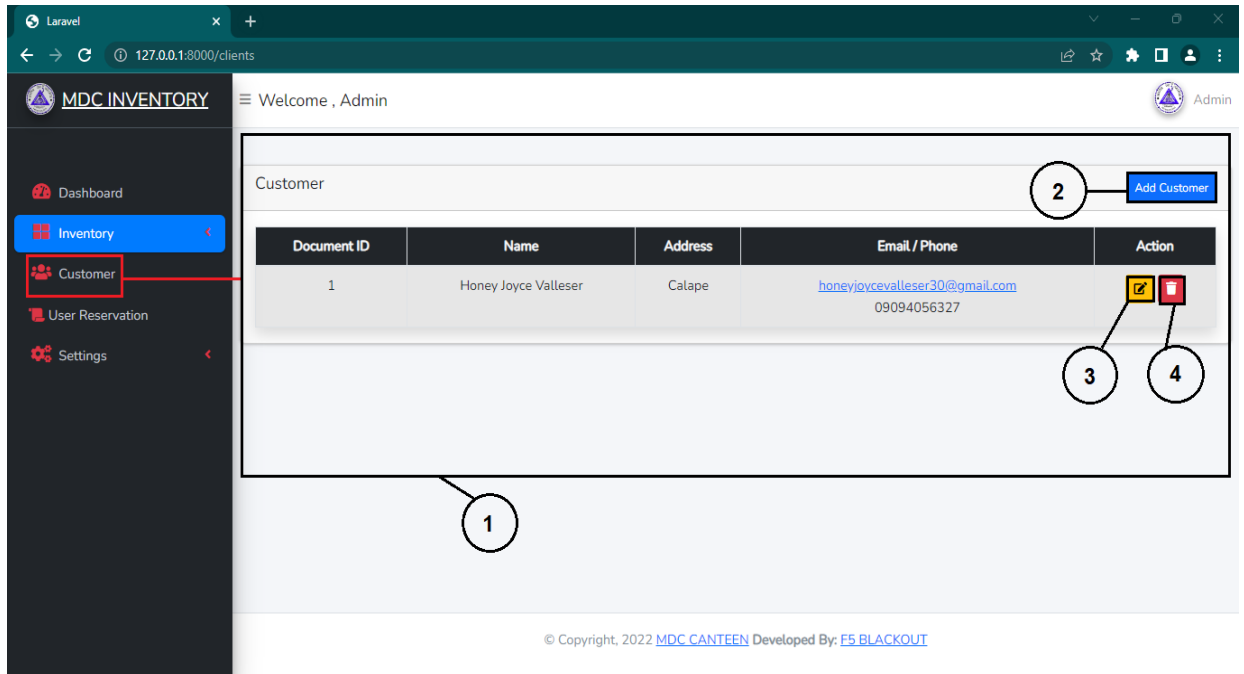 Laravel
127.0.0.1:8000/clients
MDC INVENTORY
Welcome , Admin
Admin
Dashboard
Inventory
Customer
User Reservation
Settings
Customer
2
Add Customer
Document ID Name Address Email / Phone Action
1 Honey Joyce Valleser Calape honeyjoycevalleser30@gmail.com
09094056327
3
4
1
© Copyright, 2022 MDC CANTEEN Developed By: F5 BLACKOUT